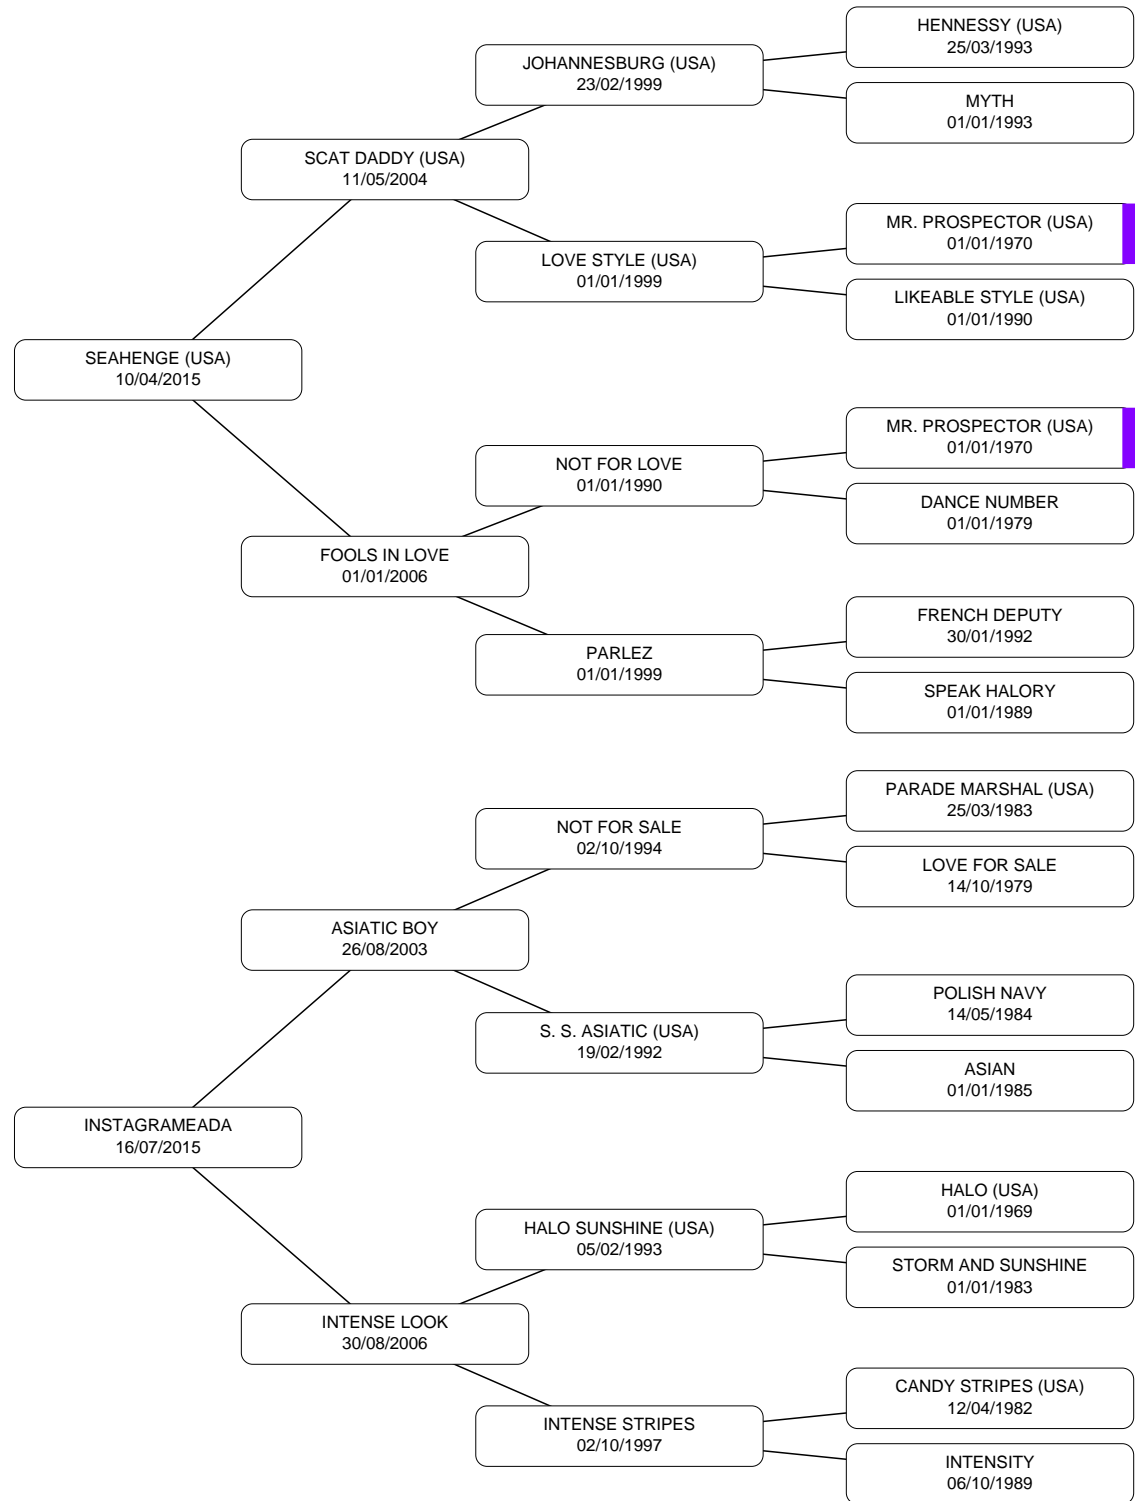 HENNESSY (USA)
25/03/1993
JOHANNESBURG (USA)
23/02/1999
MYTH
01/01/1993
SCAT DADDY (USA)
11/05/2004
MR. PROSPECTOR (USA)
01/01/1970
LOVE STYLE (USA)
01/01/1999
LIKEABLE STYLE (USA)
01/01/1990
SEAHENGE (USA)
10/04/2015
MR. PROSPECTOR (USA)
01/01/1970
NOT FOR LOVE
01/01/1990
DANCE NUMBER
01/01/1979
FOOLS IN LOVE
01/01/2006
FRENCH DEPUTY
30/01/1992
PARLEZ
01/01/1999
SPEAK HALORY
01/01/1989
PARADE MARSHAL (USA)
25/03/1983
NOT FOR SALE
02/10/1994
LOVE FOR SALE
14/10/1979
ASIATIC BOY
26/08/2003
POLISH NAVY
14/05/1984
S. S. ASIATIC (USA)
19/02/1992
ASIAN
01/01/1985
INSTAGRAMEADA
16/07/2015
HALO (USA)
01/01/1969
HALO SUNSHINE (USA)
05/02/1993
STORM AND SUNSHINE
01/01/1983
INTENSE LOOK
30/08/2006
CANDY STRIPES (USA)
12/04/1982
INTENSE STRIPES
02/10/1997
INTENSITY
06/10/1989